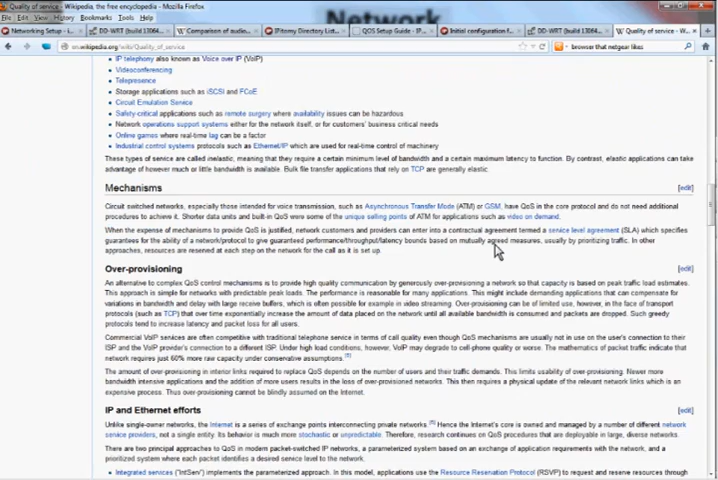 Quality of service - Wikipedia, the free encyclopedia - Mozilla Firefox
Network
File Edit View History Bookmarks Tools Help
Networking Setup - i... DD-WRT (build 13064... Comparison of audio... IPitomy Directory List... QOS Setup Guide - IP... Initial configuration f... DD-WRT (build 13064... Quality of service - W...
en.wikipedia.org/wiki/Quality_of_service
browser that netgear likes
IP telephony also known as Voice over IP (VoIP)
Videoconferencing
Telepresence
Storage applications such as iSCSI and FCoE
Circuit Emulation Service
Safety-critical applications such as remote surgery where availability issues can be hazardous
Network operations support systems either for the network itself, or for customers' business critical needs
Online games where real-time lag can be a factor
Industrial control systems protocols such as Ethernet/IP which are used for real-time control of machinery
These types of service are called inelastic, meaning that they require a certain minimum level of bandwidth and a certain maximum latency to function. By contrast, elastic applications can take
advantage of however much or little bandwidth is available. Bulk file transfer applications that rely on TCP are generally elastic.
Mechanisms [edit]
Circuit switched networks, especially those intended for voice transmission, such as Asynchronous Transfer Mode (ATM) or GSM, have QoS in the core protocol and do not need additional
procedures to achieve it. Shorter data units and built-in QoS were some of the unique selling points of ATM for applications such as video on demand.
When the expense of mechanisms to provide QoS is justified, network customers and providers can enter into a contractual agreement termed a service level agreement (SLA) which specifies
guarantees for the ability of a network/protocol to give guaranteed performance/throughput/latency bounds based on mutually agreed measures, usually by prioritizing traffic. In other
approaches, resources are reserved at each step on the network for the call as it is set up.
Over-provisioning [edit]
An alternative to complex QoS control mechanisms is to provide high quality communication by generously over-provisioning a network so that capacity is based on peak traffic load estimates.
This approach is simple for networks with predictable peak loads. The performance is reasonable for many applications. This might include demanding applications that can compensate for
variations in bandwidth and delay with large receive buffers, which is often possible for example in video streaming. Over-provisioning can be of limited use, however, in the face of transport
protocols (such as TCP) that over time exponentially increase the amount of data placed on the network until all available bandwidth is consumed and packets are dropped. Such greedy
protocols tend to increase latency and packet loss for all users.
Commercial VoIP services are often competitive with traditional telephone service in terms of call quality even though QoS mechanisms are usually not in use on the user's connection to their
ISP and the VoIP provider's connection to a different ISP. Under high load conditions, however, VoIP may degrade to cell-phone quality or worse. The mathematics of packet traffic indicate that
network requires just 60% more raw capacity under conservative assumptions.
The amount of over-provisioning in interior links required to replace QoS depends on the number of users and their traffic demands. This limits usability of over-provisioning. Newer more
bandwidth intensive applications and the addition of more users results in the loss of over-provisioned networks. This then requires a physical update of the relevant network links which is an
expensive process. Thus over-provisioning cannot be blindly assumed on the Internet.
IP and Ethernet efforts [edit]
Unlike single-owner networks, the Internet is a series of exchange points interconnecting private networks. Hence the Internet's core is owned and managed by a number of different network
service providers, not a single entity. Its behavior is much more stochastic or unpredictable. Therefore, research continues on QoS procedures that are deployable in large, diverse networks.
There are two principal approaches to QoS in modern packet-switched IP networks, a parameterized system based on an exchange of application requirements with the network, and a
prioritized system where each packet identifies a desired service level to the network.
Integrated services ("IntServ") implements the parameterized approach. In this model, applications use the Resource Reservation Protocol (RSVP) to request and reserve resources through